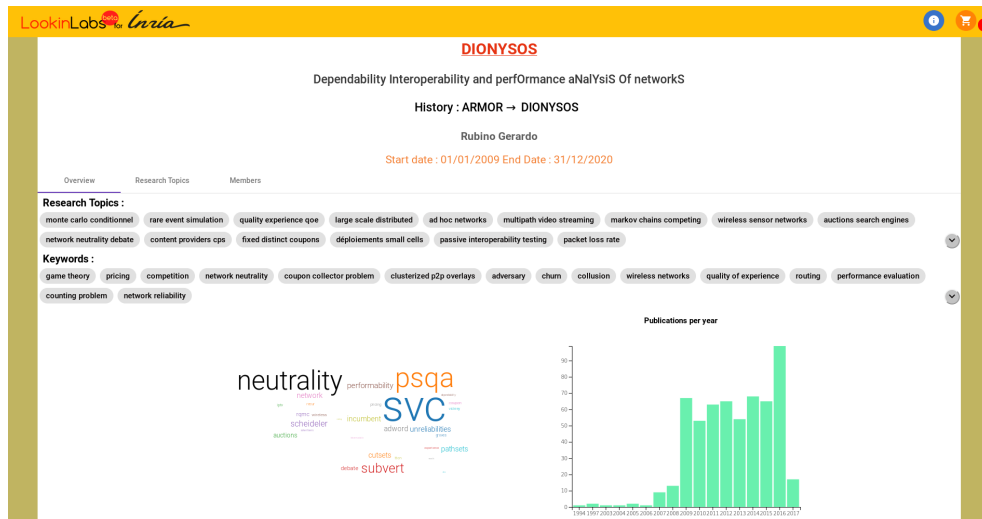 LookinLabs beta for Inria
DIONYSOS
Dependability Interoperability and perfOrmance aNalYsiS Of networkS
History : ARMOR → DIONYSOS
Rubino Gerardo
Start date : 01/01/2009 End Date : 31/12/2020
Overview Research Topics Members
Research Topics :
monte carlo conditionnel rare event simulation quality experience qoe large scale distributed ad hoc networks multipath video streaming markov chains competing wireless sensor networks auctions search engines
network neutrality debate content providers cps fixed distinct coupons déploiements small cells passive interoperability testing packet loss rate
Keywords :
game theory pricing competition network neutrality coupon collector problem clusterized p2p overlays adversary churn collusion wireless networks quality of experience routing performance evaluation
counting problem network reliability
Publications per year
neutrality performability psqa
network
SVC
incumbent
scheideler
adword unreliabilities
auctions
pathsets
cutsets
debate subvert
90
80
70
60
50
40
30
20
10
0
1994 1997 2003 2004 2005 2006 2007 2008 2009 2010 2011 2012 2013 2014 2015 2016 2017